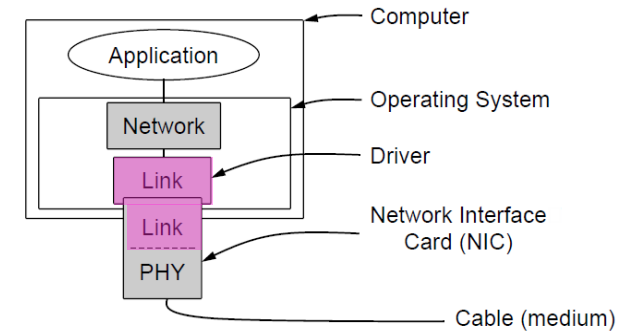 Computer
Application
Operating System
Network
Driver
Link
Link
Network Interface
Card (NIC)
PHY
Cable (medium)